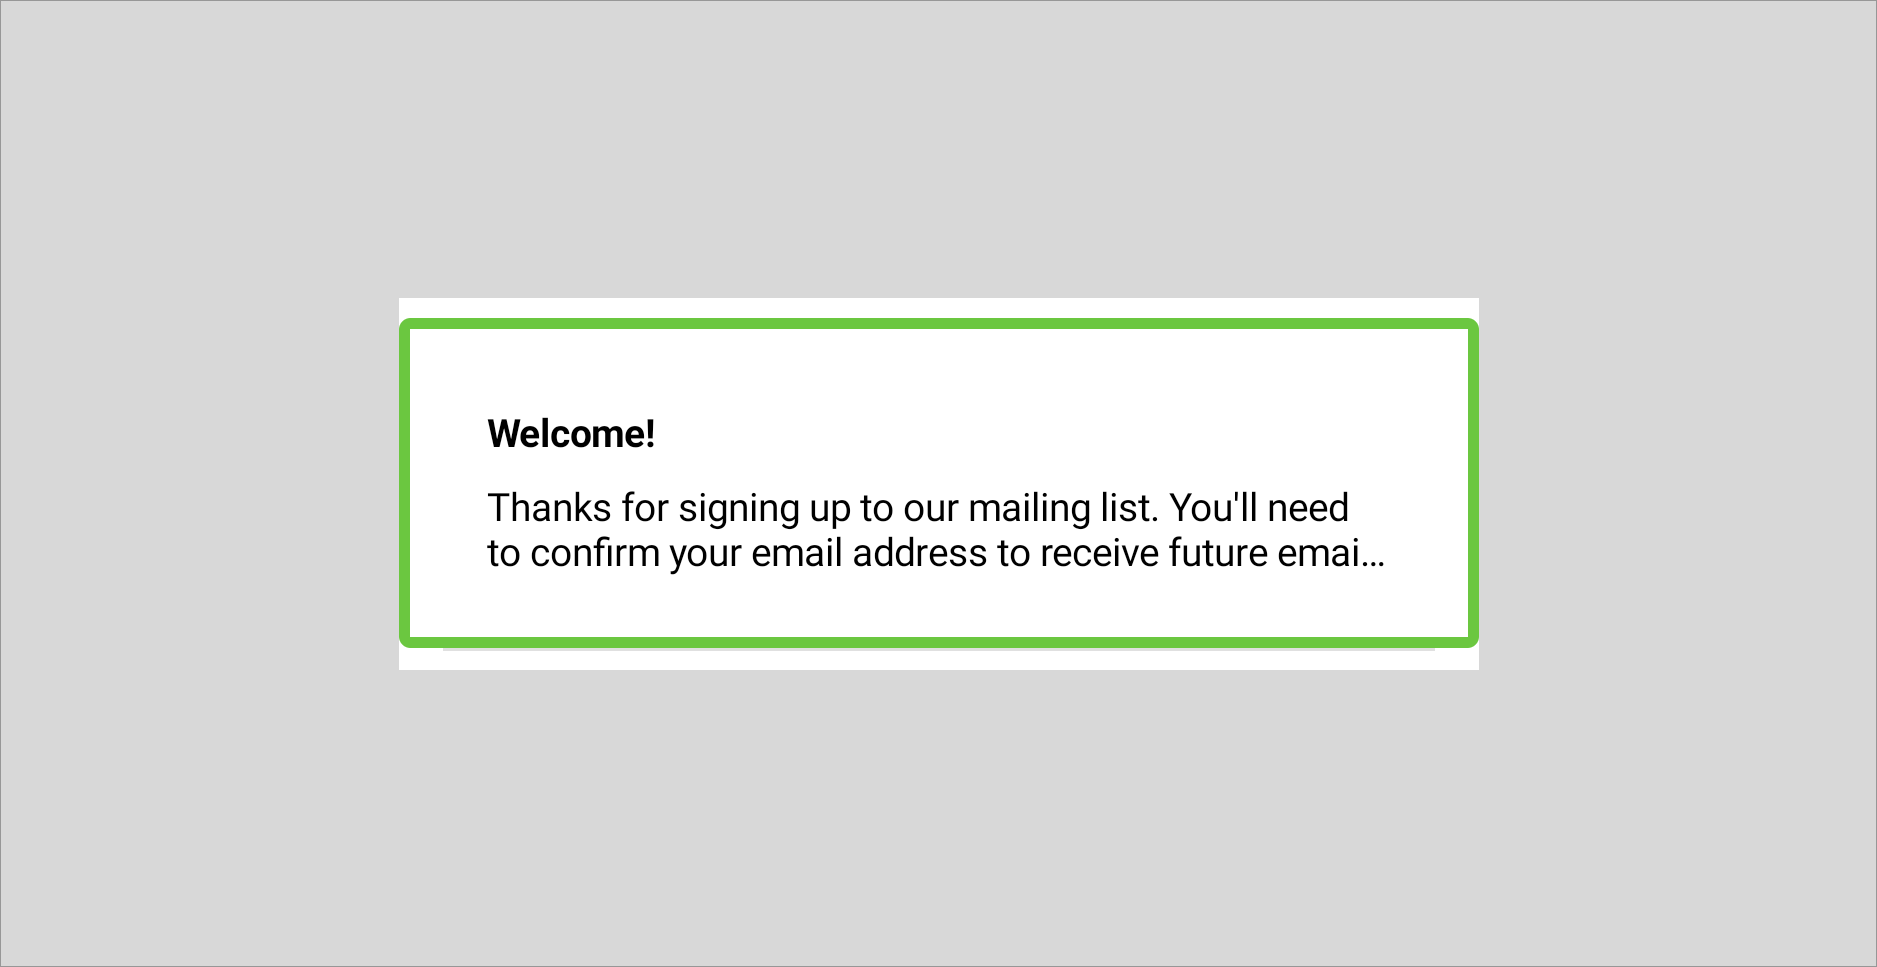 Welcome!
Thanks for signing up to our mailing list. You'll need
to confirm your email address to receive future emai...